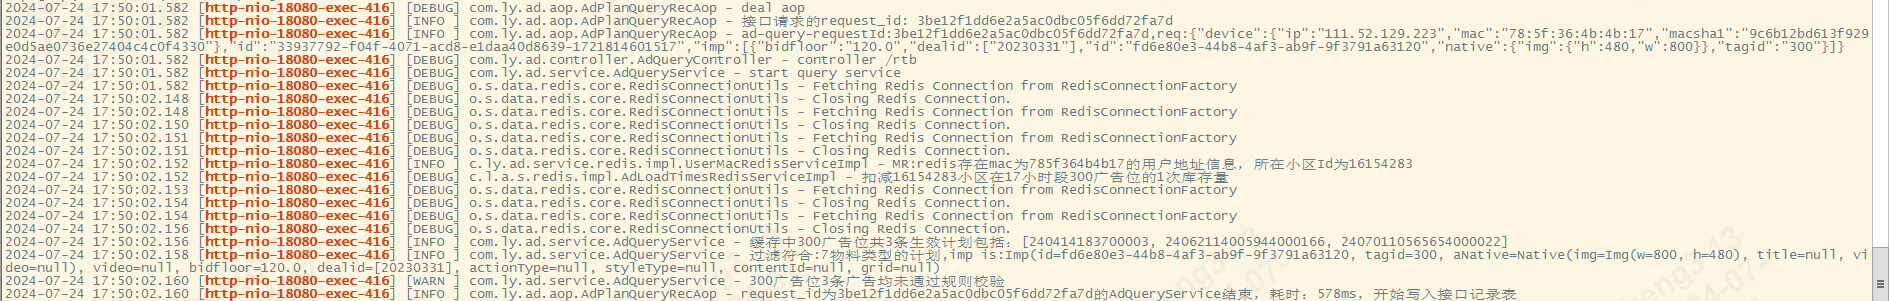 2024-07-24 17:50:01.582 [http-nio-18080-exec-416] [DEBUG] com.ly.ad.aop.AdPlanQueryRecAop - deal aop
2024-07-24 17:50:01.582 [http-nio-18080-exec-416] [INFO ] com.ly.ad.aop.AdPlanQueryRecAop - 接口请求的request_id: 3be12f1dd6e2a5ac0dbc05f6dd72fa7d
2024-07-24 17:50:01.582 [http-nio-18080-exec-416] [INFO ] com.ly.ad.aop.AdPlanQueryRecAop - ad-query-requestId:3be12f1dd6e2a5ac0dbc05f6dd72fa7d,req:{"device":{"ip":"111.52.129.223","mac":"78:5f:36:4b:4b:17","macsha1":"9c6b12bd613f929
e0d5ae0736e27404c4c0f4330"},"id":"33937792-f04f-4071-acd8-e1daa40d8639-1721814601517","imp":[{"bidfloor":"120.0","dealid":["20230331"],"id":"fd6e80e3-44b8-4af3-ab9f-9f3791a63120","native":{"img":{"h":480,"w":800}},"tagid":"300"}]}
2024-07-24 17:50:01.582 [http-nio-18080-exec-416] [DEBUG] com.ly.ad.controller.AdQueryController - controller /rtb
2024-07-24 17:50:01.582 [http-nio-18080-exec-416] [DEBUG] com.ly.ad.service.AdQueryService - start query service
2024-07-24 17:50:01.582 [http-nio-18080-exec-416] [DEBUG] o.s.data.redis.core.RedisConnectionUtils - Fetching Redis Connection from RedisConnectionFactory
2024-07-24 17:50:02.148 [http-nio-18080-exec-416] [DEBUG] o.s.data.redis.core.RedisConnectionUtils - Closing Redis Connection.
2024-07-24 17:50:02.148 [http-nio-18080-exec-416] [DEBUG] o.s.data.redis.core.RedisConnectionUtils - Fetching Redis Connection from RedisConnectionFactory
2024-07-24 17:50:02.150 [http-nio-18080-exec-416] [DEBUG] o.s.data.redis.core.RedisConnectionUtils - Closing Redis Connection.
2024-07-24 17:50:02.151 [http-nio-18080-exec-416] [DEBUG] o.s.data.redis.core.RedisConnectionUtils - Fetching Redis Connection from RedisConnectionFactory
2024-07-24 17:50:02.151 [http-nio-18080-exec-416] [DEBUG] o.s.data.redis.core.RedisConnectionUtils - Closing Redis Connection.
2024-07-24 17:50:02.152 [http-nio-18080-exec-416] [INFO ] c.ly.ad.service.redis.impl.UserMacRedisServiceImpl - MR:redis存在mac为785f364b4b17的用户地址信息，所在小区Id为16154283
2024-07-24 17:50:02.152 [http-nio-18080-exec-416] [DEBUG] c.l.a.s.redis.impl.AdLoadTimesRedisServiceImpl - 扣减16154283小区在17小时段300广告位的1次库存量
2024-07-24 17:50:02.153 [http-nio-18080-exec-416] [DEBUG] o.s.data.redis.core.RedisConnectionUtils - Fetching Redis Connection from RedisConnectionFactory
2024-07-24 17:50:02.154 [http-nio-18080-exec-416] [DEBUG] o.s.data.redis.core.RedisConnectionUtils - Closing Redis Connection.
2024-07-24 17:50:02.154 [http-nio-18080-exec-416] [DEBUG] o.s.data.redis.core.RedisConnectionUtils - Fetching Redis Connection from RedisConnectionFactory
2024-07-24 17:50:02.156 [http-nio-18080-exec-416] [DEBUG] o.s.data.redis.core.RedisConnectionUtils - Closing Redis Connection.
2024-07-24 17:50:02.156 [http-nio-18080-exec-416] [INFO ] com.ly.ad.service.AdQueryService - 缓存中300广告位共3条生效计划包括：[240414183700003, 24062114005944000166, 24070110565654000022]
2024-07-24 17:50:02.158 [http-nio-18080-exec-416] [INFO ] com.ly.ad.service.AdQueryService - 过滤符合:7物料类型的计划,imp is:Imp(id=fd6e80e3-44b8-4af3-ab9f-9f3791a63120, tagid=300, aNative=Native(img=Img(w=800, h=480), title=null, vi
deo=null), video=null, bidfloor=120.0, dealid=[20230331], actionType=null, styleType=null, contentId=null, grid=null)
2024-07-24 17:50:02.160 [http-nio-18080-exec-416] [WARN ] com.ly.ad.service.AdQueryService - 300广告位3条广告均未通过规则校验
2024-07-24 17:50:02.160 [http-nio-18080-exec-416] [INFO ] com.ly.ad.aop.AdPlanQueryRecAop - request_id为3be12f1dd6e2a5ac0dbc05f6dd72fa7d的AdQueryService结束，耗时：578ms，开始写入接口记录表